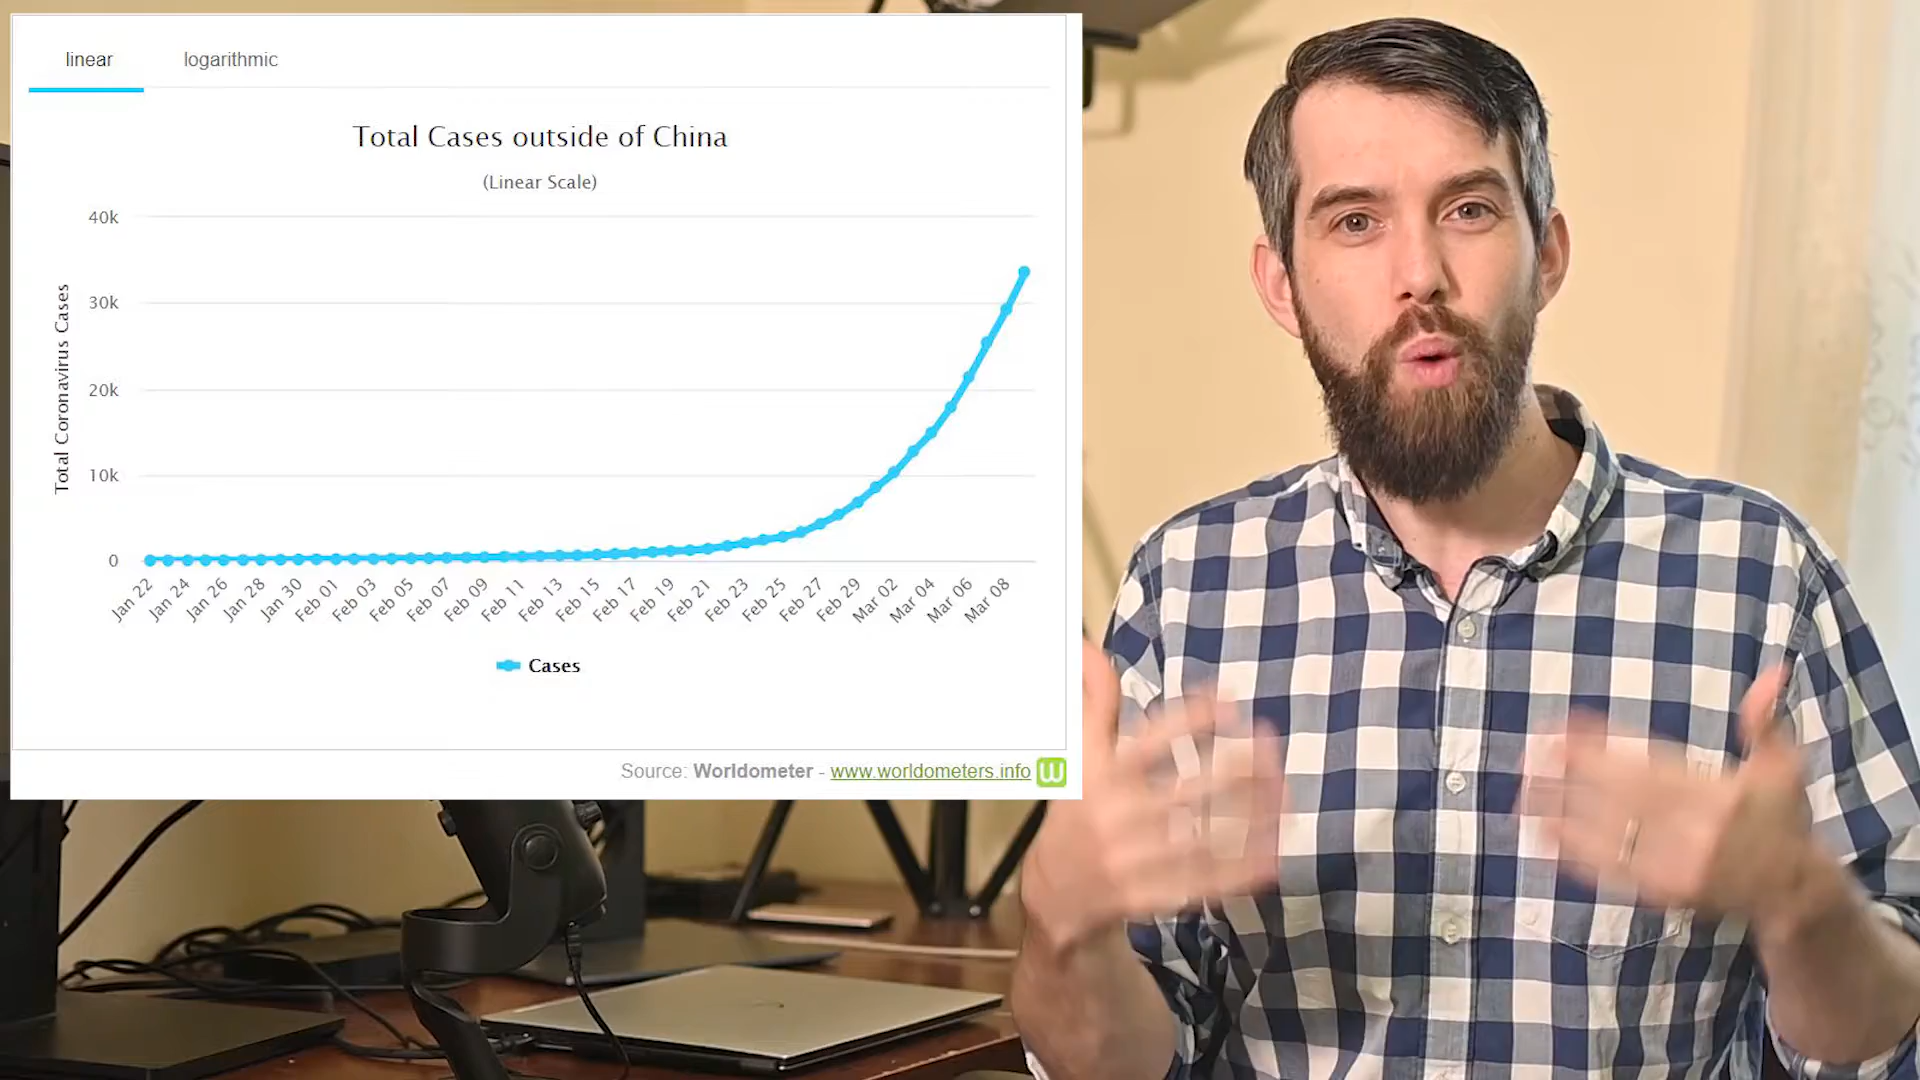 linear
logarithmic
Total Cases outside of China
(Linear Scale)
Total Coronavirus Cases
40k
30k
20k
10k
0
Jan 22
Jan 24
Jan 26
Jan 28
Jan 30
Feb 01
Feb 03
Feb 05
Feb 07
Feb 09
Feb 11
Feb 13
Feb 15
Feb 17
Feb 19
Feb 21
Feb 23
Feb 25
Feb 27
Feb 29
Mar 02
Mar 04
Mar 06
Mar 08
Cases
Source: Worldometer - www.worldometers.info W